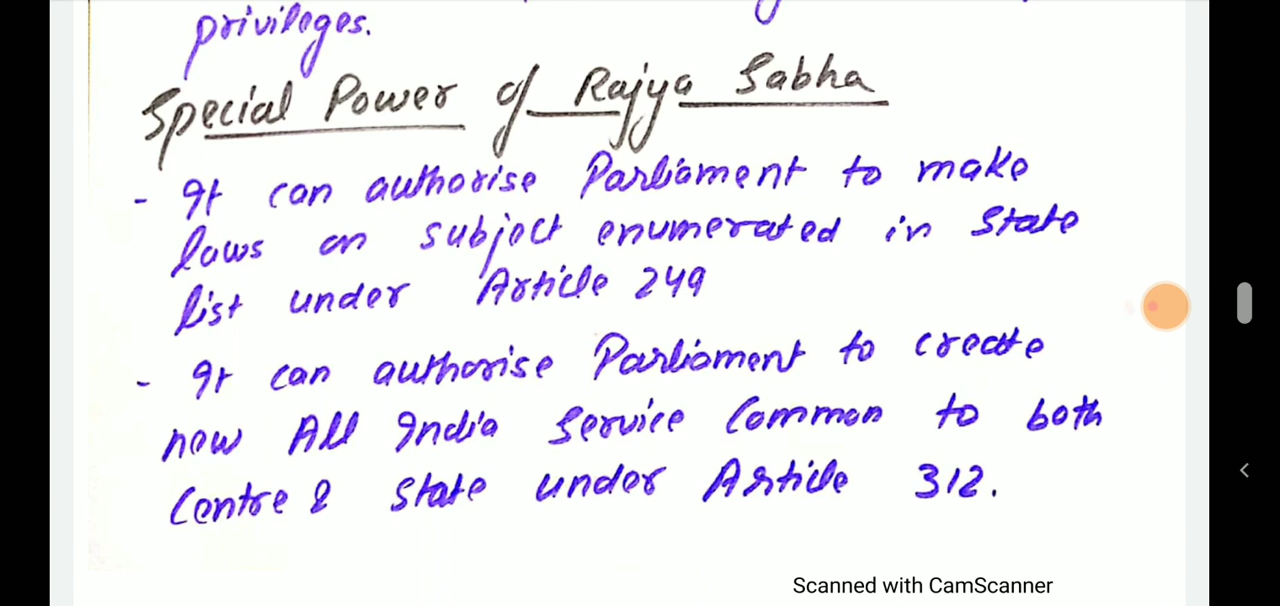 privileges.
Special Power of Rajya Sabha
- It can authorise Parliament to make
laws on subject enumerated in State
list under Article 249
- It can authorise Parliament to create
new All India Service Common to both
Centre & State under Article 312.
Scanned with CamScanner